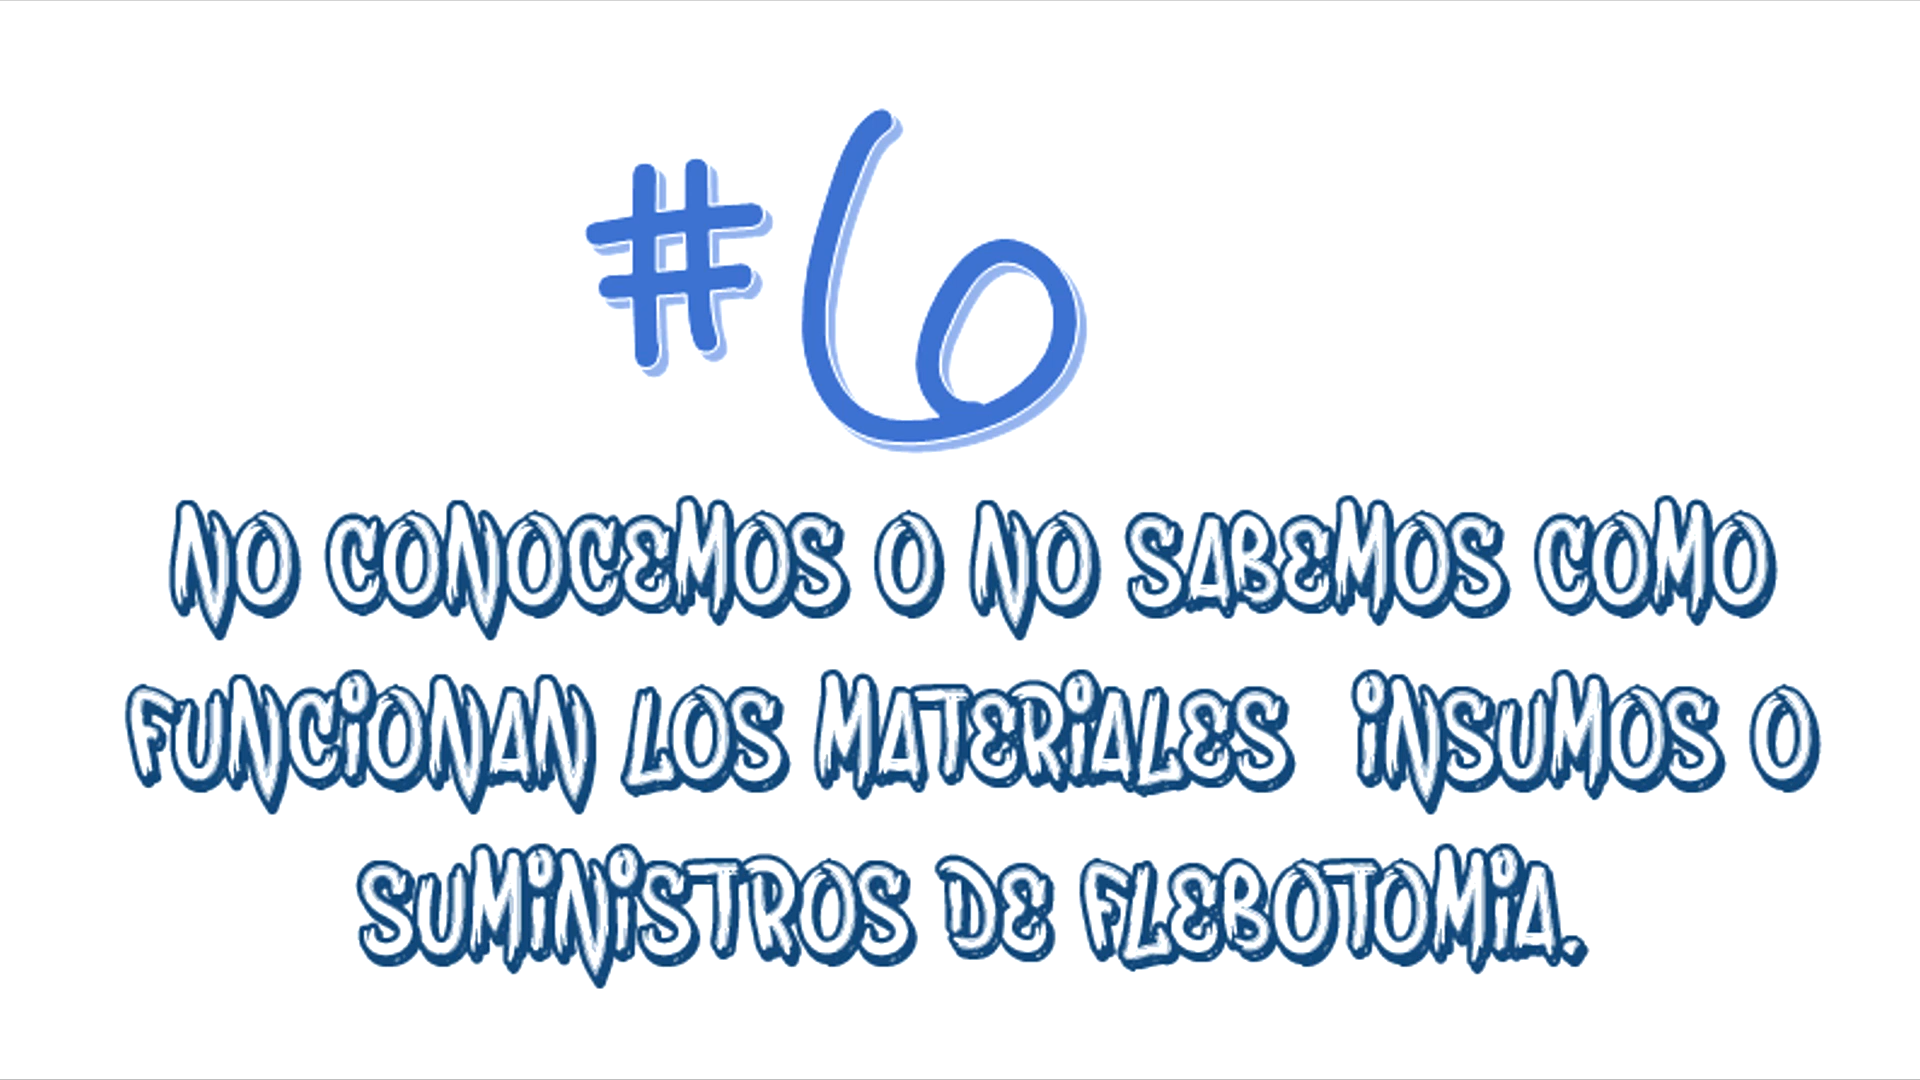 #6
NO CONOCEMOS O NO SABEMOS COMO
FUNCiONAN LOS MATERiALES iNSUMOS O
SUMiNiSTROS DE FLEBOTOMiA.